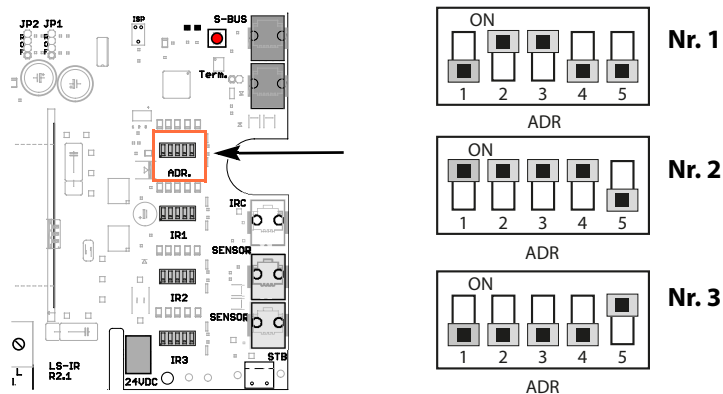 JP2 JP1
ISP
S-BUS
Term.
ADR.
IRC
IR1
SENSOR
IR2
SENSOR
IR3
STB
LS-IR
R2.1
24VDC
L
ON
1 2 3 4 5
ADR
Nr. 1
ON
1 2 3 4 5
ADR
Nr. 2
ON
1 2 3 4 5
ADR
Nr. 3